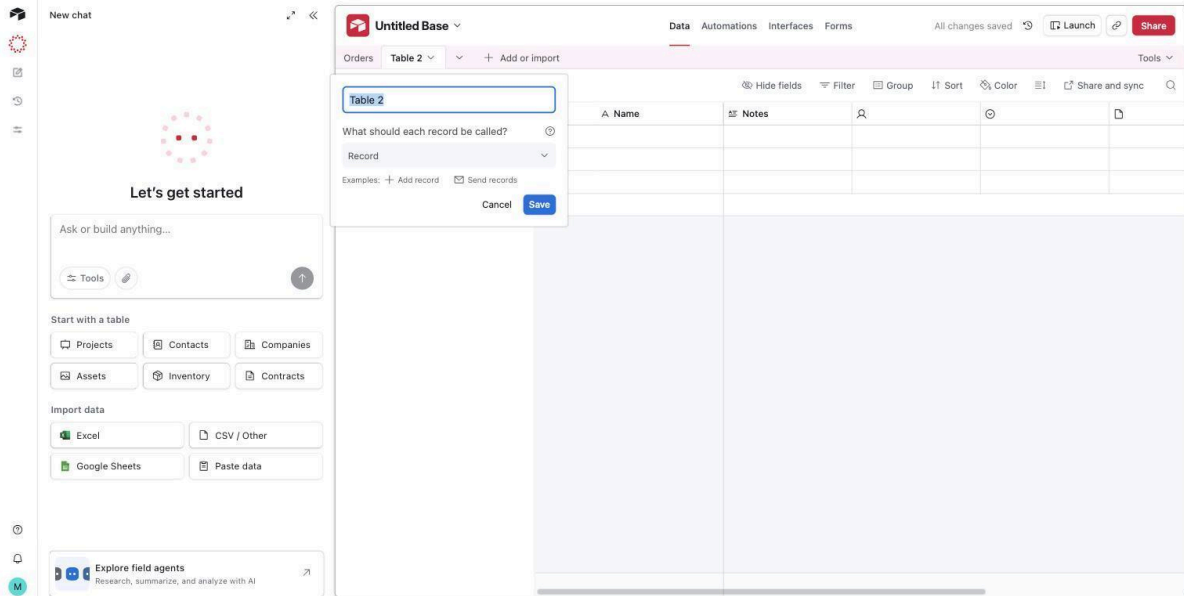 New chat
Let's get started
Ask or build anything...
Tools
Start with a table
Projects
Contacts
Companies
Assets
Inventory
Contracts
Import data
Excel
CSV / Other
Google Sheets
Paste data
Explore field agents
Research, summarize, and analyze with AI
M
Untitled Base
Data
Automations
Interfaces
Forms
All changes saved
Launch
Share
Orders
Table 2
Add or import
Tools
Hide fields
Filter
Group
Sort
Color
Share and sync
Table 2
What should each record be called?
Record
Examples: + Add record Send records
Cancel
Save
A Name
Notes